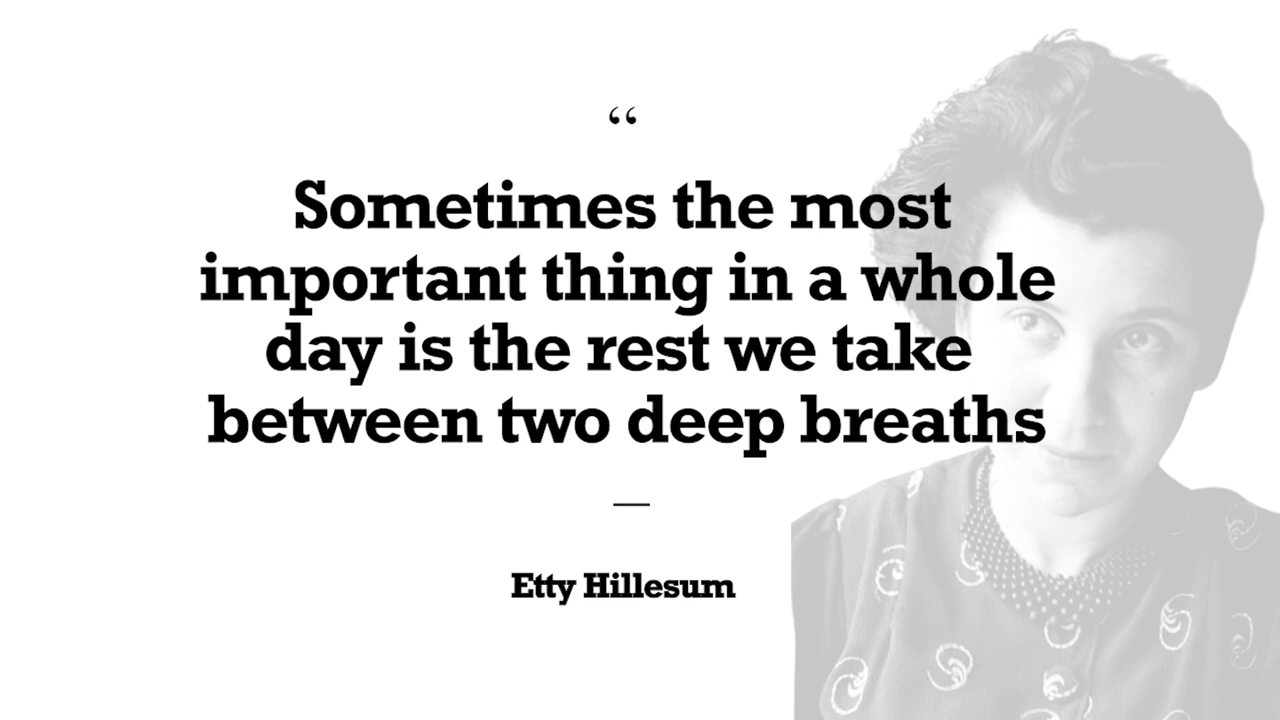 “
Sometimes the most
important thing in a whole
day is the rest we take
between two deep breaths
—
Etty Hillesum